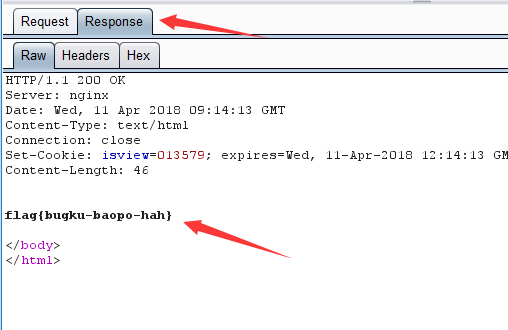 Request Response
Raw Headers Hex
HTTP/1.1 200 OK
Server: nginx
Date: Wed, 11 Apr 2018 09:14:13 GMT
Content-Type: text/html
Connection: close
Set-Cookie: isview=013579; expires=Wed, 11-Apr-2018 12:14:13 GM
Content-Length: 46
flag{bugku-baopo-hah}
</body>
</html>